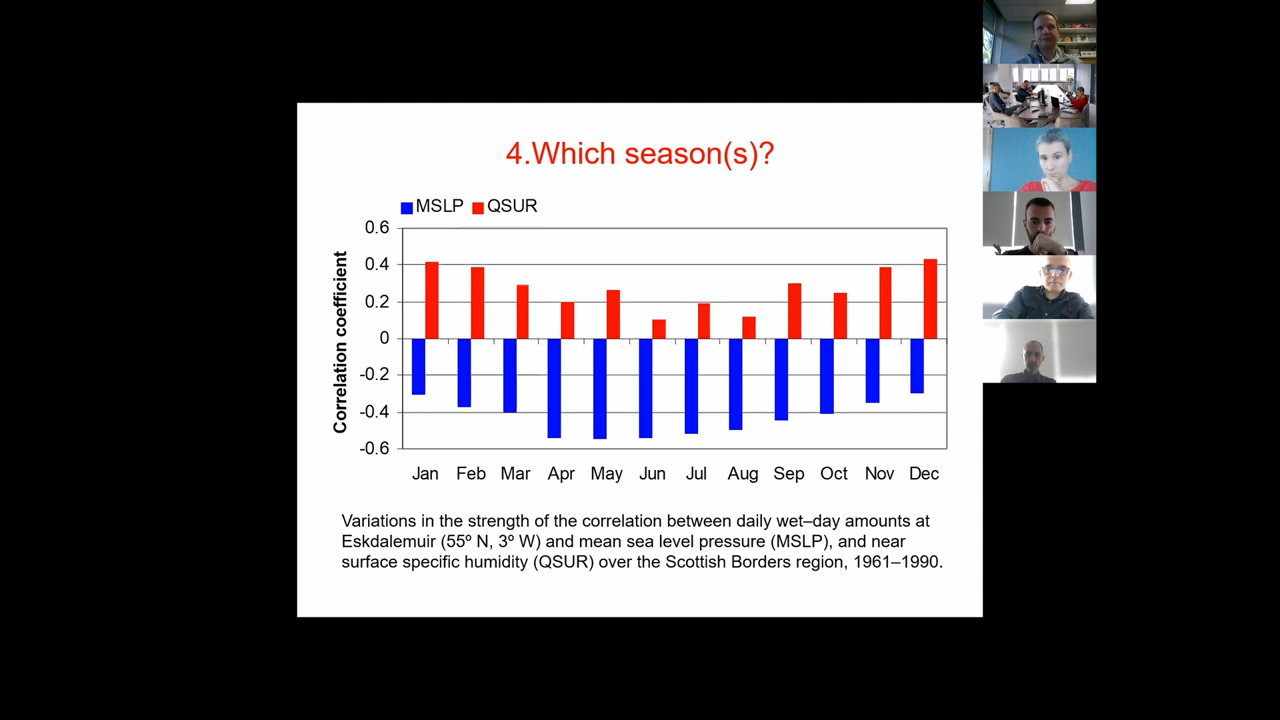 4.Which season(s)?
MSLP QSUR
Correlation coefficient
0.6
0.4
0.2
0
-0.2
-0.4
-0.6
Jan Feb Mar Apr May Jun Jul Aug Sep Oct Nov Dec
Variations in the strength of the correlation between daily wet–day amounts at
Eskdalemuir (55º N, 3º W) and mean sea level pressure (MSLP), and near
surface specific humidity (QSUR) over the Scottish Borders region, 1961–1990.